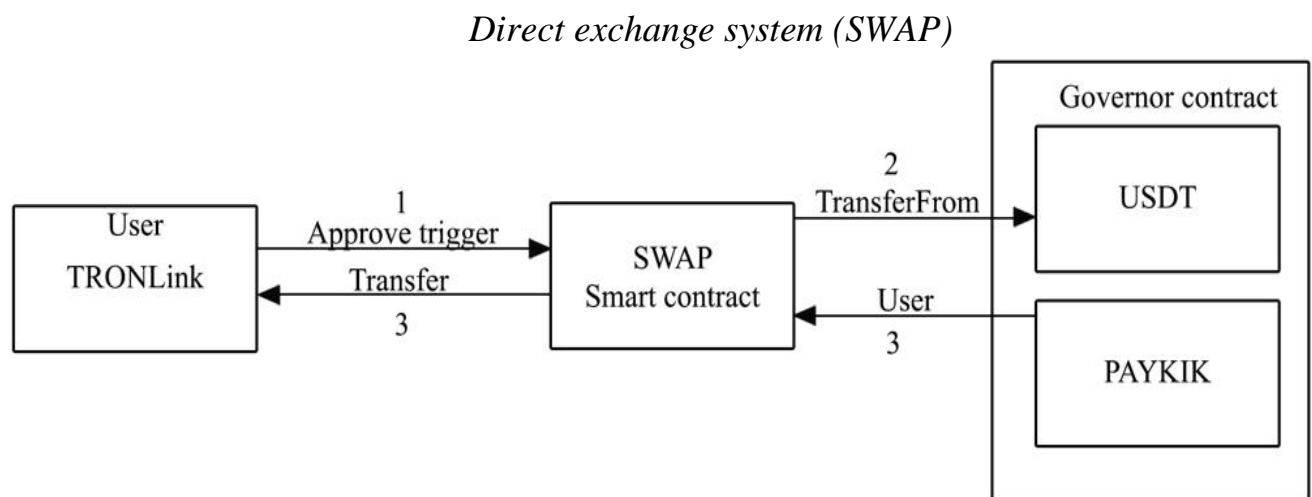 Direct exchange system (SWAP)
Governor contract
User
TRONLink
1
Approve trigger
Transfer
3
SWAP
Smart contract
2
TransferFrom
User
3
USDT
PAYKIK